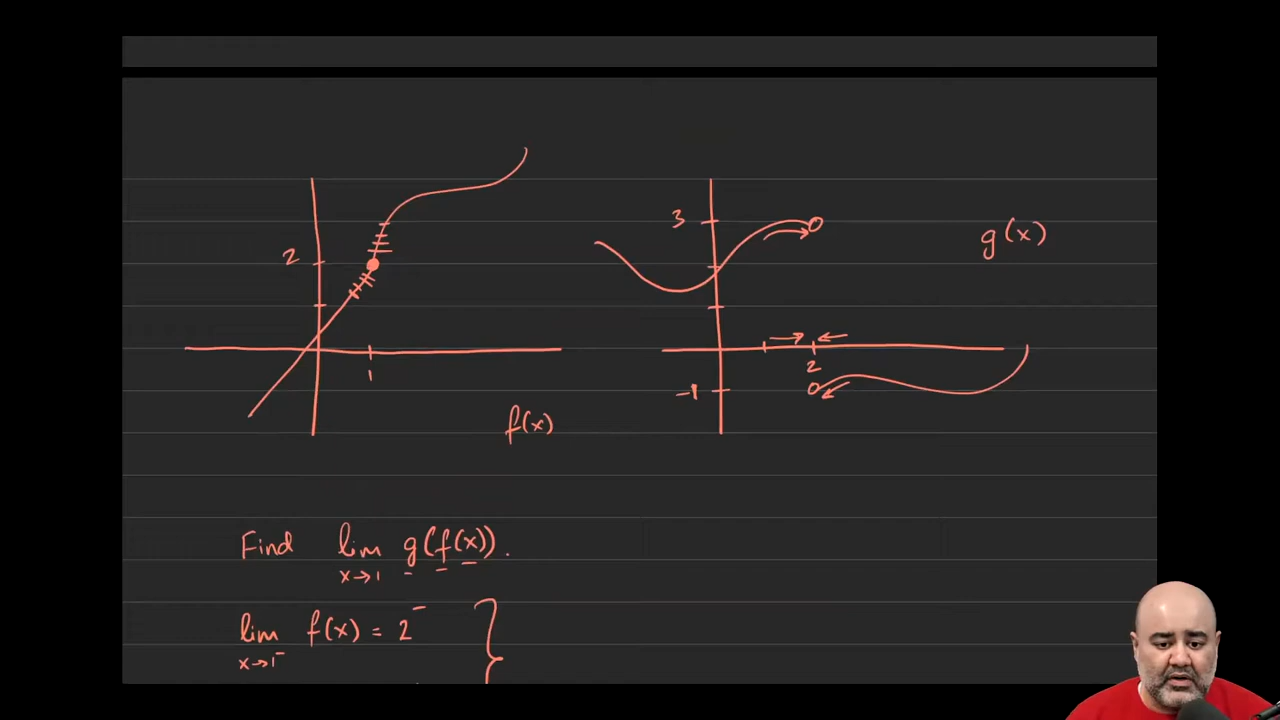 2
1
f(x)
3
-1
2
g(x)
Find lim g(f(x)).
x→1
lim f(x) = 2⁻
x→1⁻